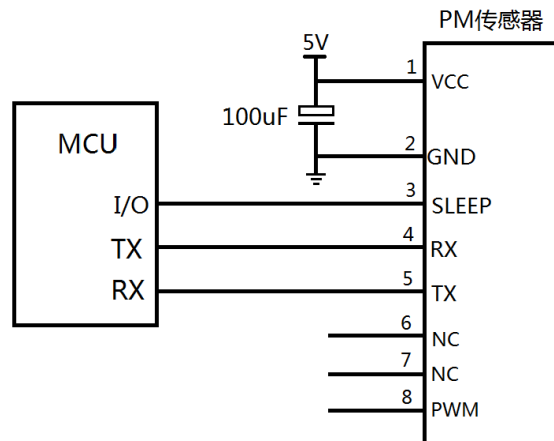 PM传感器
5V
1
VCC
100uF
MCU
2
GND
I/O
3
SLEEP
TX
4
RX
RX
5
TX
6
NC
7
NC
8
PWM